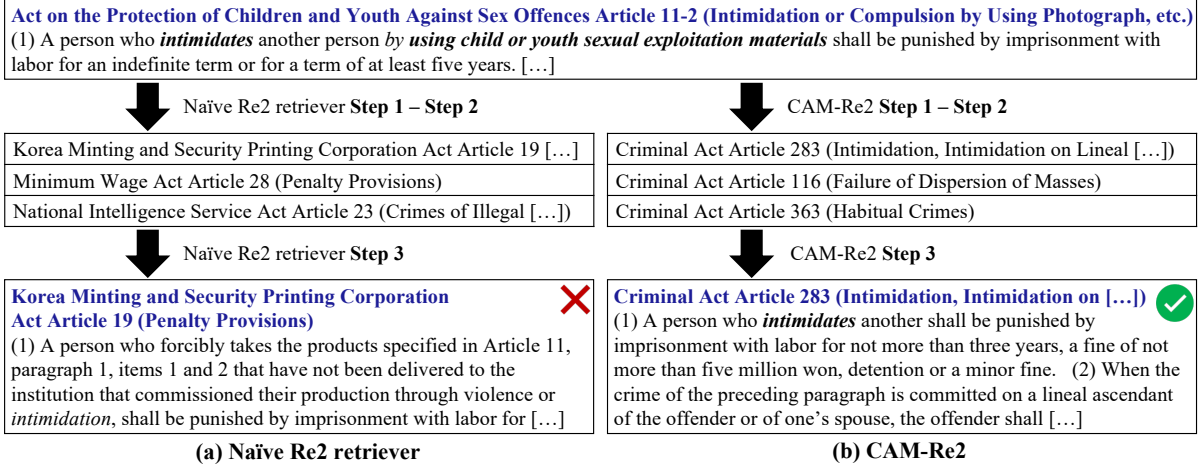 Act on the Protection of Children and Youth Against Sex Offences Article 11-2 (Intimidation or Compulsion by Using Photograph, etc.)
(1) A person who intimidates another person by using child or youth sexual exploitation materials shall be punished by imprisonment with
labor for an indefinite term or for a term of at least five years. […]
Naïve Re2 retriever Step 1 – Step 2
Korea Minting and Security Printing Corporation Act Article 19 […]
Minimum Wage Act Article 28 (Penalty Provisions)
National Intelligence Service Act Article 23 (Crimes of Illegal […])
Naïve Re2 retriever Step 3
Korea Minting and Security Printing Corporation
Act Article 19 (Penalty Provisions)
(1) A person who forcibly takes the products specified in Article 11,
paragraph 1, items 1 and 2 that have not been delivered to the
institution that commissioned their production through violence or
intimidation, shall be punished by imprisonment with labor for […]
(a) Naïve Re2 retriever
CAM-Re2 Step 1 – Step 2
Criminal Act Article 283 (Intimidation, Intimidation on Lineal […])
Criminal Act Article 116 (Failure of Dispersion of Masses)
Criminal Act Article 363 (Habitual Crimes)
CAM-Re2 Step 3
Criminal Act Article 283 (Intimidation, Intimidation on […])
(1) A person who intimidates another shall be punished by
imprisonment with labor for not more than three years, a fine of not
more than five million won, detention or a minor fine. (2) When the
crime of the preceding paragraph is committed on a lineal ascendant
of the offender or of one's spouse, the offender shall […]
(b) CAM-Re2